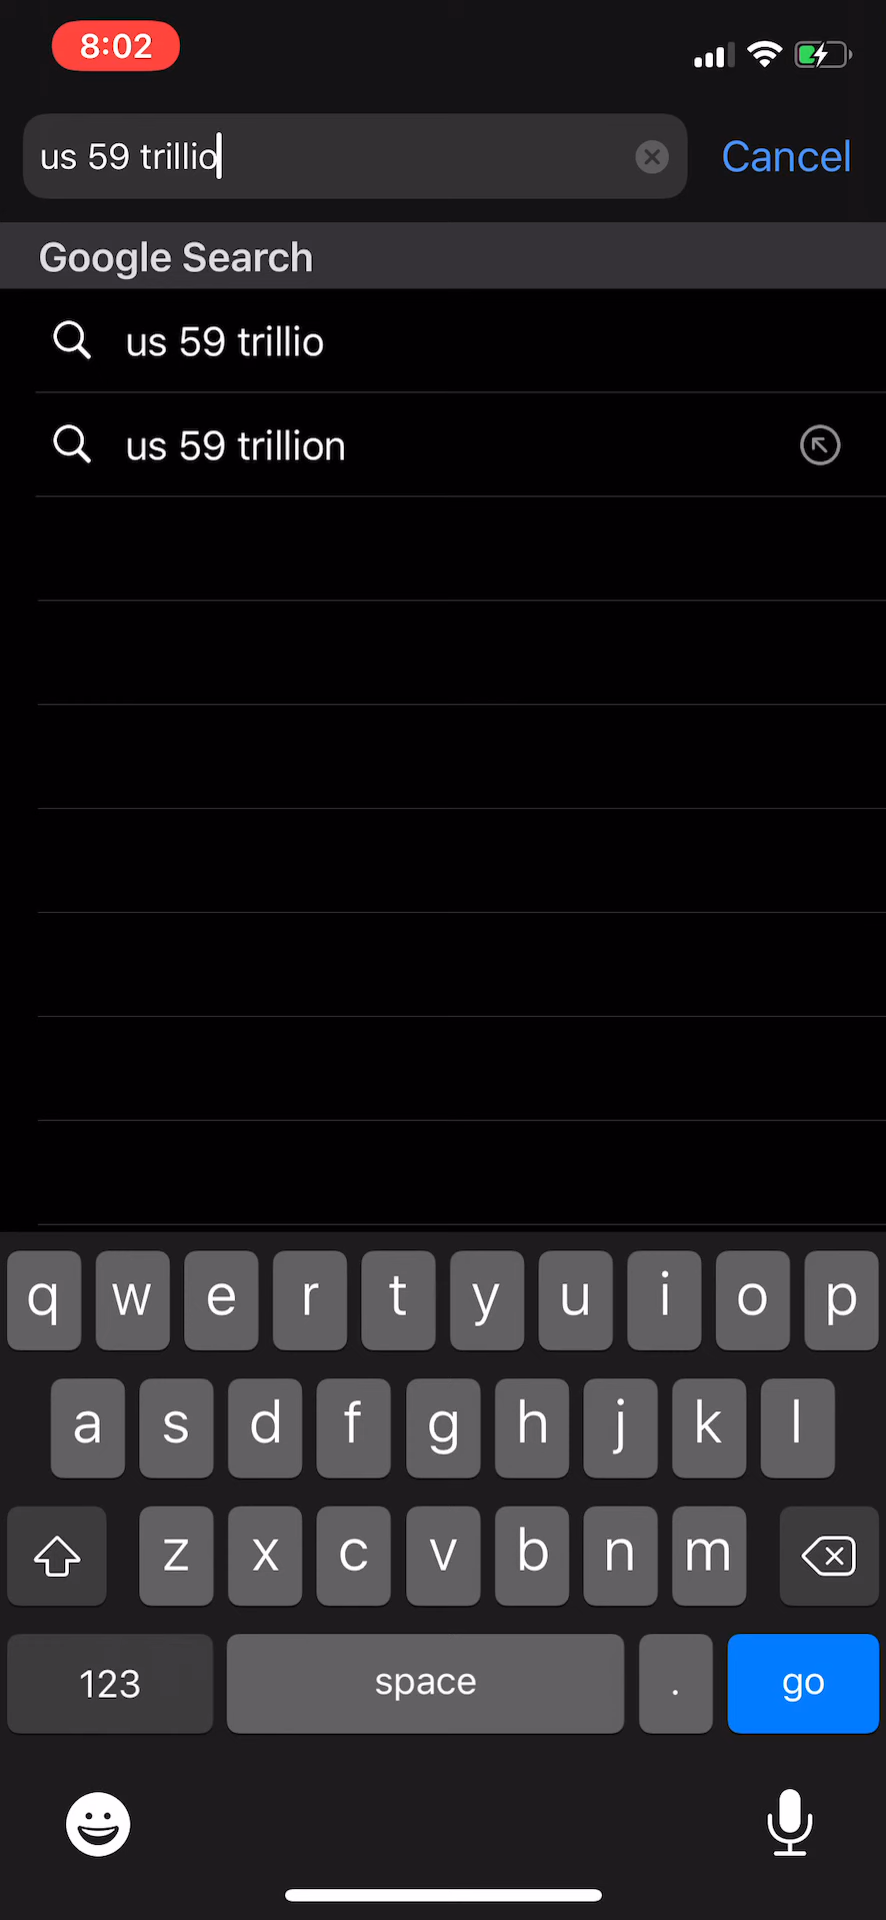 8:02
us 59 trillio
Cancel
Google Search
us 59 trillio
us 59 trillion
q w e r t y u i o p
a s d f g h j k l
z x c v b n m
123 space . go